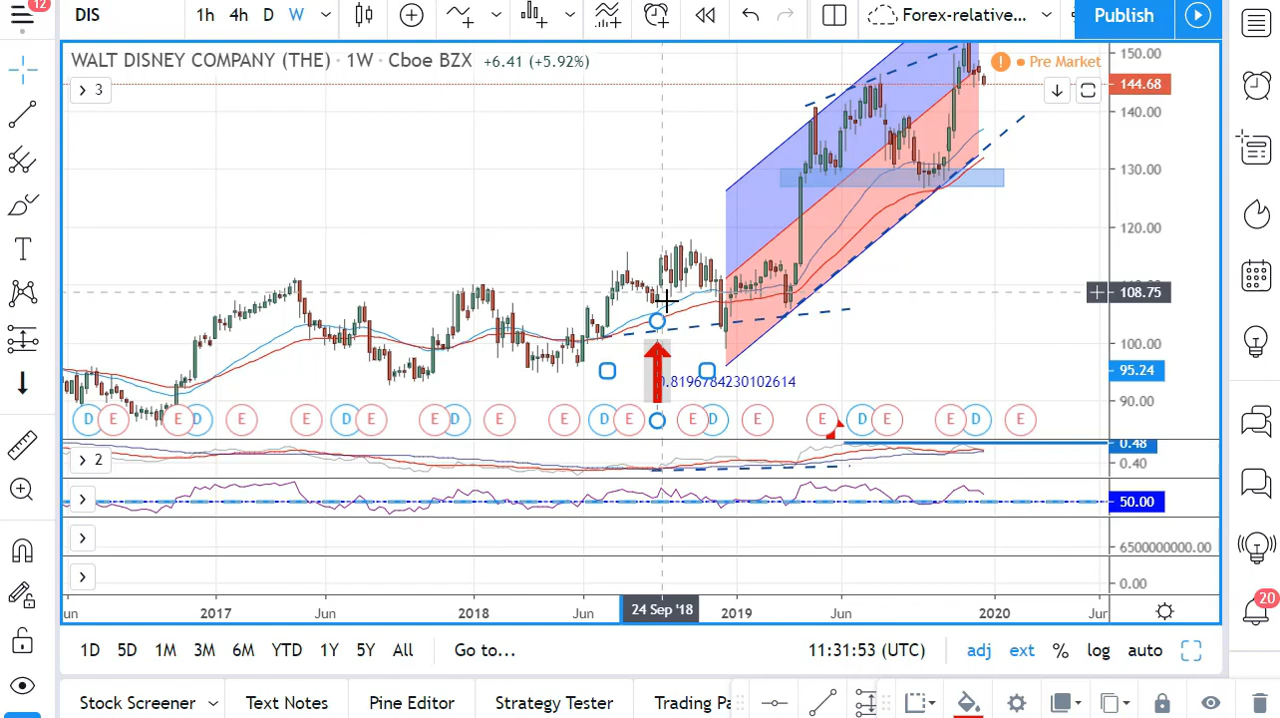 12
DIS
1h 4h D W
Forex-relative...
Publish
WALT DISNEY COMPANY (THE) · 1W · Cboe BZX +6.41 (+5.92%)
! Pre Market
3
150.00
144.68
140.00
130.00
120.00
108.75
100.00
95.24
0.8196784230102614
90.00
D E E D E E D E E D E E D E E D E E D E E D E
0.48
2
0.40
50.00
6500000000.00
0.00
20
un 2017 Jun 2018 Jun 24 Sep '18 2019 Jun 2020 Jur
1D 5D 1M 3M 6M YTD 1Y 5Y All Go to... 11:31:53 (UTC) adj ext % log auto
Stock Screener Text Notes Pine Editor Strategy Tester Trading Pa